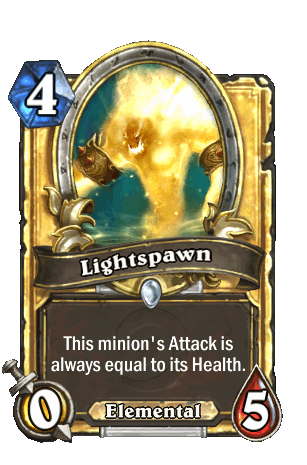 4
Lightspawn
This minion's Attack is
always equal to its Health.
0
Elemental
5